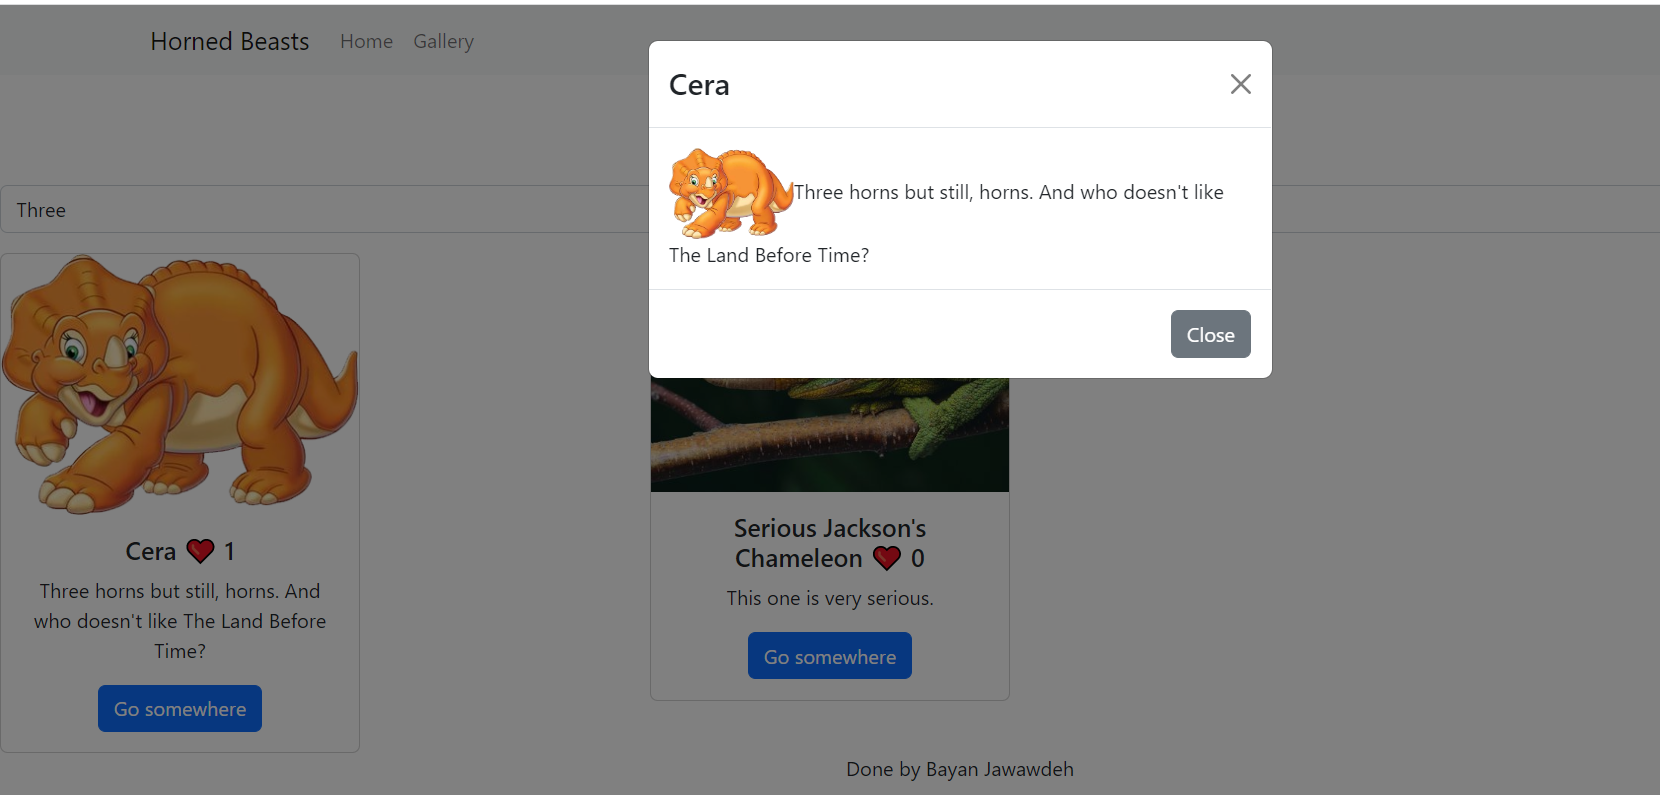 Horned Beasts Home Gallery
Cera
Three horns but still, horns. And who doesn't like
The Land Before Time?
Close
Three
Cera ❤️ 1
Three horns but still, horns. And
who doesn't like The Land Before
Time?
Go somewhere
Serious Jackson's
Chameleon ❤️ 0
This one is very serious.
Go somewhere
Done by Bayan Jawawdeh